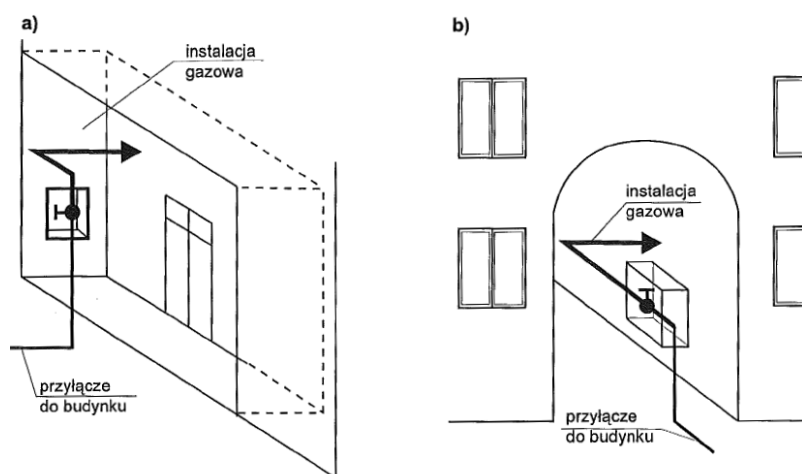 a)
instalacja
gazowa
przyłącze
do budynku
b)
instalacja
gazowa
przyłącze
do budynku